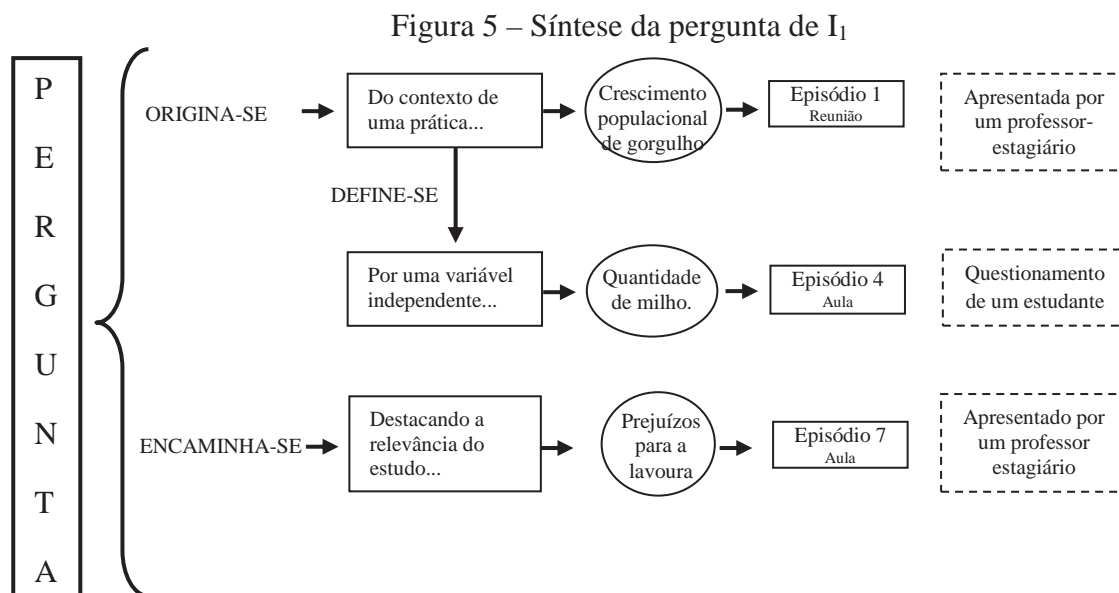 Figura 5 – Síntese da pergunta de I₁
P
E
R
G
U
N
T
A
ORIGINA-SE
Do contexto de
uma prática...
Crescimento
populacional
de gorgulho
Episódio 1
Reunião
Apresentada por
um professor-
estagiário
DEFINE-SE
Por uma variável
independente...
Quantidade
de milho.
Episódio 4
Aula
Questionamento
de um estudante
ENCAMINHA-SE
Destacando a
relevância do
estudo...
Prejuízos
para a
lavoura
Episódio 7
Aula
Apresentado por
um professor
estagiário